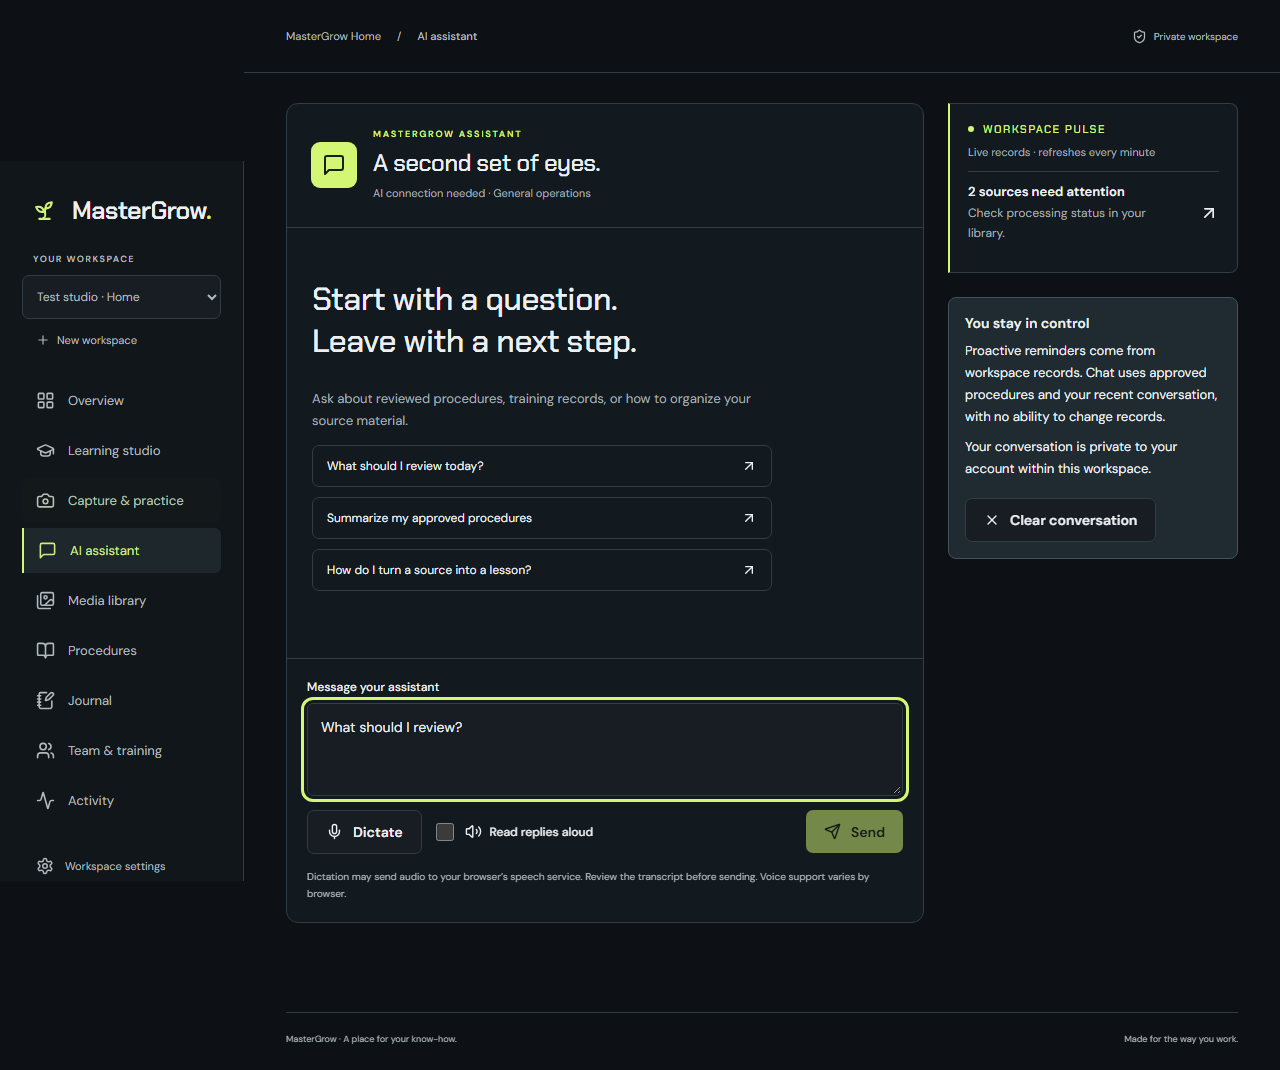 MasterGrow Home / AI assistant
Private workspace
MasterGrow.
YOUR WORKSPACE
Test studio · Home
New workspace
Overview
Learning studio
Capture & practice
AI assistant
Media library
Procedures
Journal
Team & training
Activity
Workspace settings
MASTERGROW ASSISTANT
A second set of eyes.
AI connection needed · General operations
Start with a question.
Leave with a next step.
Ask about reviewed procedures, training records, or how to organize your
source material.
What should I review today?
Summarize my approved procedures
How do I turn a source into a lesson?
Message your assistant
What should I review?
Dictate
Read replies aloud
Send
Dictation may send audio to your browser’s speech service. Review the transcript before sending. Voice support varies by
browser.
WORKSPACE PULSE
Live records · refreshes every minute
2 sources need attention
Check processing status in your
library.
You stay in control
Proactive reminders come from
workspace records. Chat uses approved
procedures and your recent conversation,
with no ability to change records.
Your conversation is private to your
account within this workspace.
Clear conversation
MasterGrow · A place for your know-how.
Made for the way you work.